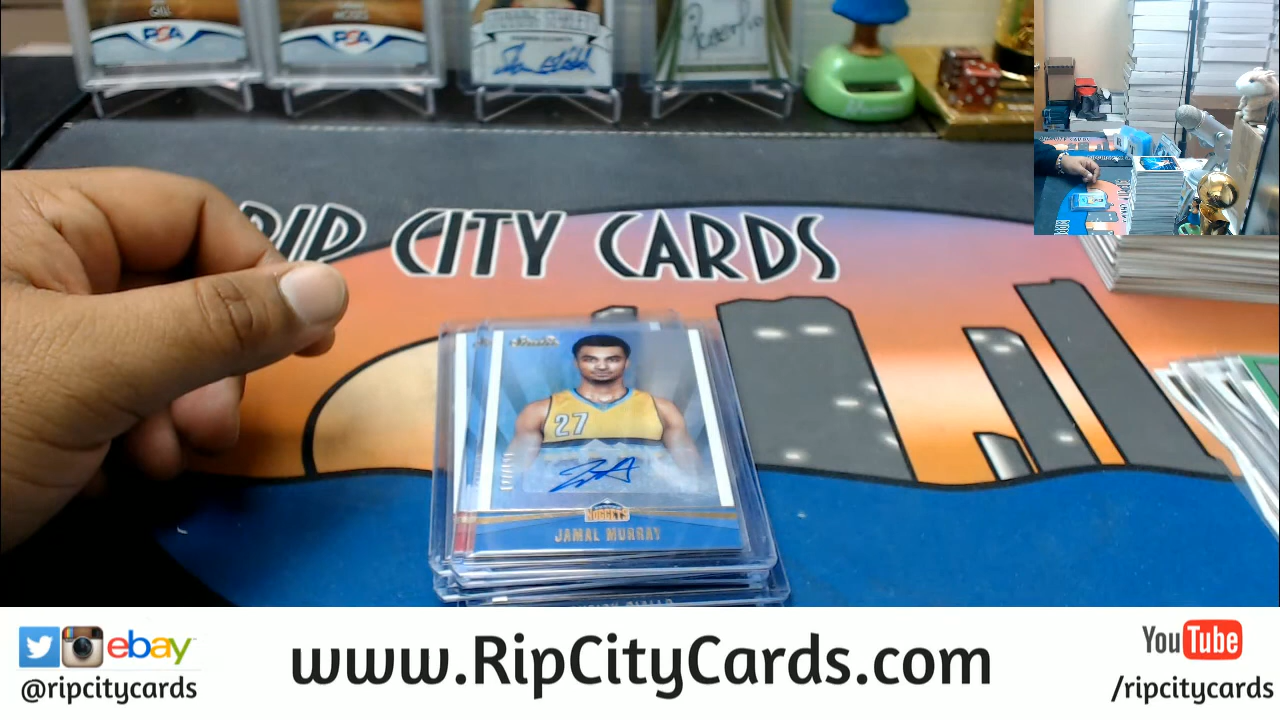 PSA
PSA
RIP CITY CARDS
27
NUGGETS
JAMAL MURRAY
ebay
@ripcitycards
www.RipCityCards.com
YouTube
/ripcitycards